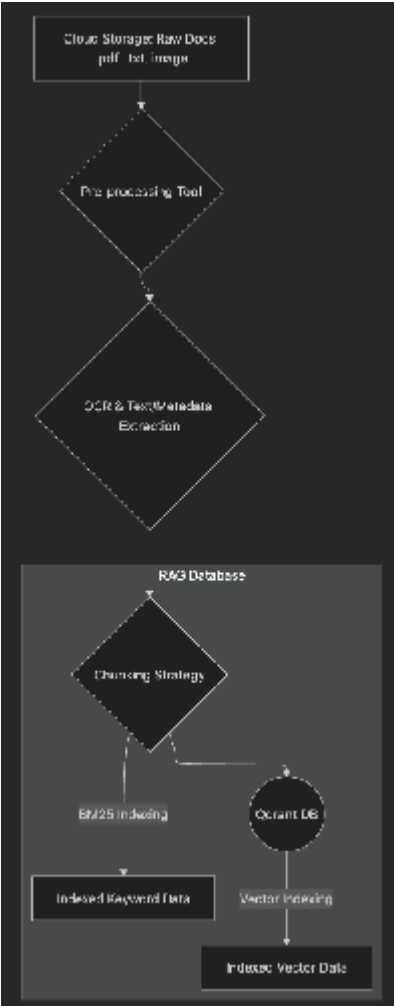 Cloud Storage: Raw Docs
pdf, txt, image
Pre-processing Tool
OCR & Text/Metadata
Extraction
RAG Database
Chunking Strategy
BM25 Indexing
Qdrant DB
Indexed Keyword Data
Vector Indexing
Indexed Vector Data